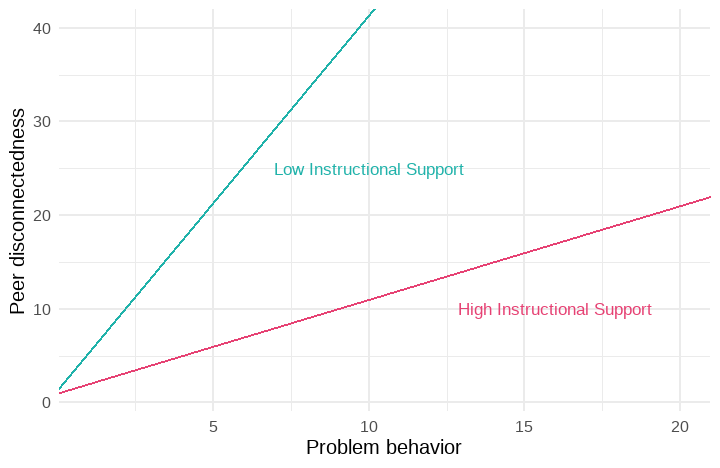 40
30
20
10
0
Peer disconnectedness
Low Instructional Support
High Instructional Support
5 10 15 20
Problem behavior